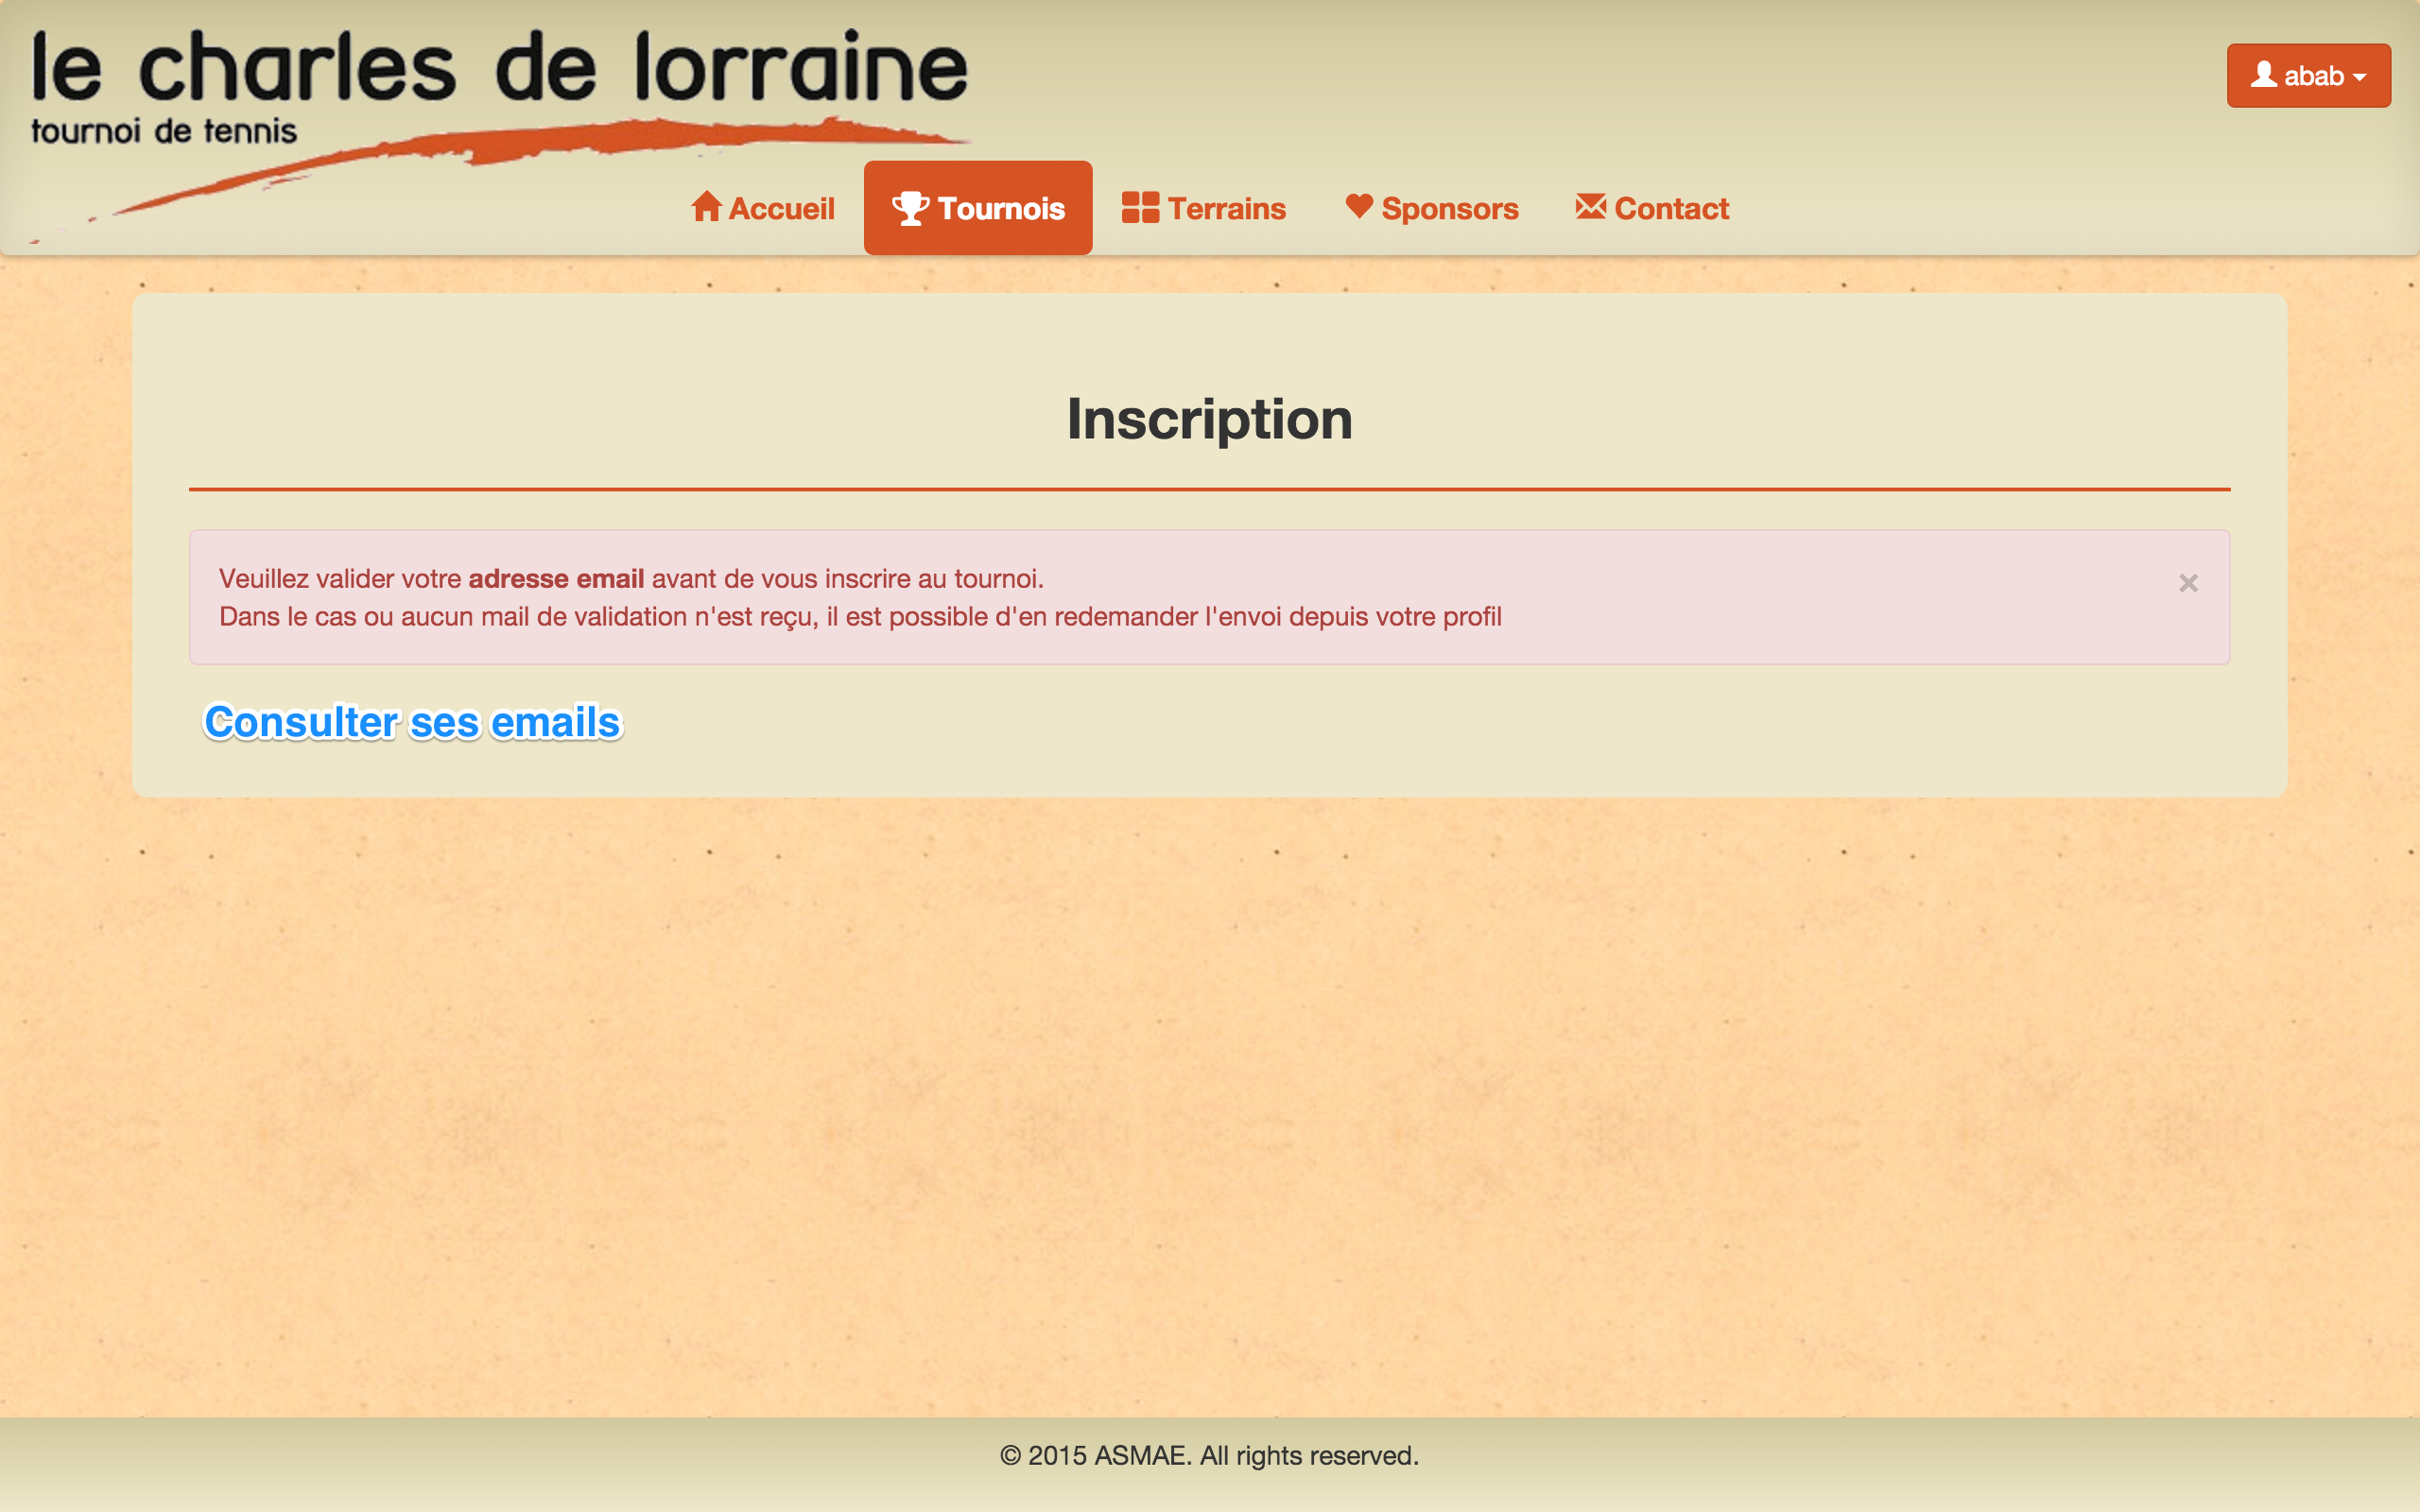 le charles de lorraine
tournoi de tennis
abab
Accueil
Tournois
Terrains
Sponsors
Contact
Inscription
Veuillez valider votre adresse email avant de vous inscrire au tournoi.
×
Dans le cas ou aucun mail de validation n'est reçu, il est possible d'en redemander l'envoi depuis votre profil
Consulter ses emails
© 2015 ASMAE. All rights reserved.